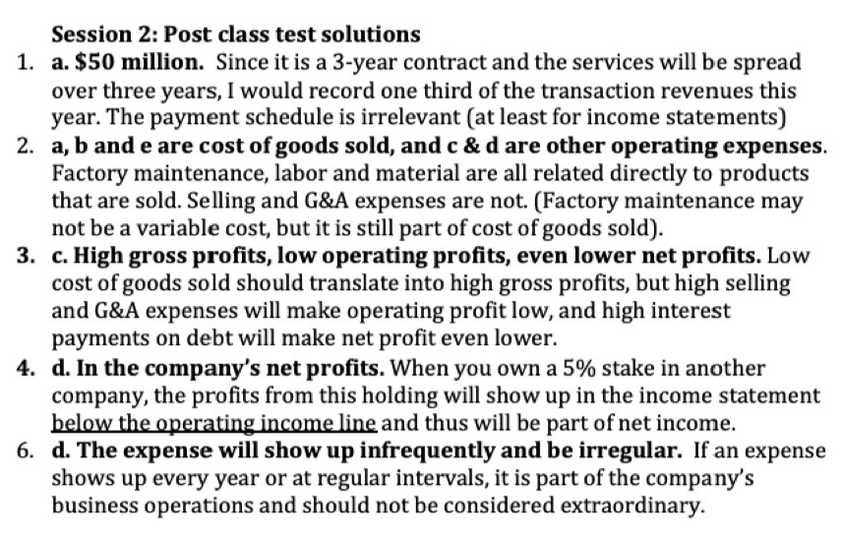 Session 2: Post class test solutions
1. a. $50 million. Since it is a 3-year contract and the services will be spread
over three years, I would record one third of the transaction revenues this
year. The payment schedule is irrelevant (at least for income statements)
2. a, b and e are cost of goods sold, and c & d are other operating expenses.
Factory maintenance, labor and material are all related directly to products
that are sold. Selling and G&A expenses are not. (Factory maintenance may
not be a variable cost, but it is still part of cost of goods sold).
3. c. High gross profits, low operating profits, even lower net profits. Low
cost of goods sold should translate into high gross profits, but high selling
and G&A expenses will make operating profit low, and high interest
payments on debt will make net profit even lower.
4. d. In the company's net profits. When you own a 5% stake in another
company, the profits from this holding will show up in the income statement
below the operating income line and thus will be part of net income.
6. d. The expense will show up infrequently and be irregular. If an expense
shows up every year or at regular intervals, it is part of the company's
business operations and should not be considered extraordinary.